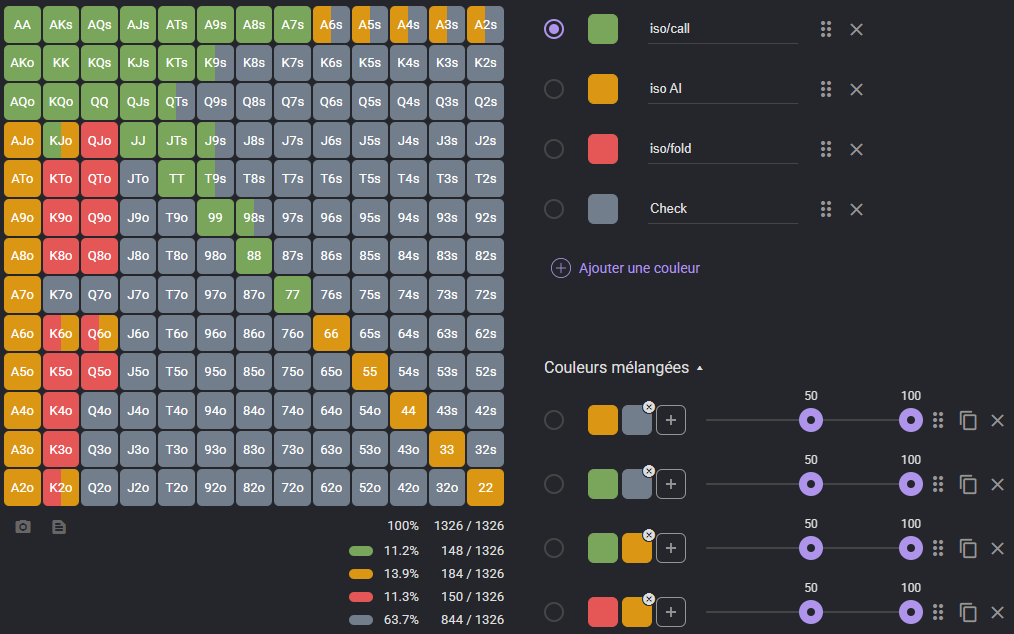 AA AKs AQs AJs ATs A9s A8s A7s A6s A5s A4s A3s A2s
AKo KK KQs KJs KTs K9s K8s K7s K6s K5s K4s K3s K2s
AQo KQo QQ QJs QTs Q9s Q8s Q7s Q6s Q5s Q4s Q3s Q2s
AJo KJo QJo JJ JTs J9s J8s J7s J6s J5s J4s J3s J2s
ATo KTo QTo JTo TT T9s T8s T7s T6s T5s T4s T3s T2s
A9o K9o Q9o J9o T9o 99 98s 97s 96s 95s 94s 93s 92s
A8o K8o Q8o J8o T8o 98o 88 87s 86s 85s 84s 83s 82s
A7o K7o Q7o J7o T7o 97o 87o 77 76s 75s 74s 73s 72s
A6o K6o Q6o J6o T6o 96o 86o 76o 66 65s 64s 63s 62s
A5o K5o Q5o J5o T5o 95o 85o 75o 65o 55 54s 53s 52s
A4o K4o Q4o J4o T4o 94o 84o 74o 64o 54o 44 43s 42s
A3o K3o Q3o J3o T3o 93o 83o 73o 63o 53o 43o 33 32s
A2o K2o Q2o J2o T2o 92o 82o 72o 62o 52o 42o 32o 22
100% 1326 / 1326
11.2% 148 / 1326
13.9% 184 / 1326
11.3% 150 / 1326
63.7% 844 / 1326
iso/call
iso AI
iso/fold
Check
Ajouter une couleur
Couleurs mélangées
50 100
50 100
50 100
50 100